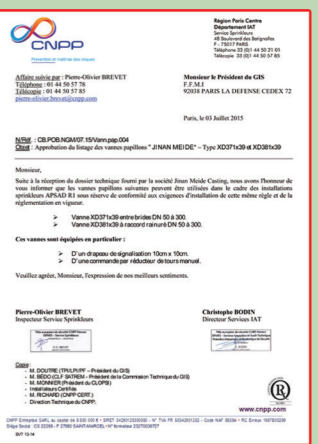 CNPP
Prévention et maîtrise des risques
Région Paris Centre
Département IAT
Service Sprinkleurs
48 Boulevard des Batignolles
F - 75017 PARIS
Téléphone 33 (0)1 44 50 21 01
Télécopie 33 (0)1 44 50 57 85
Affaire suivie par : Pierre-Olivier BREVET
Téléphone : 01 44 50 57 78
Télécopie : 01 44 50 57 85
pierre-olivier.brevet@cnpp.com
Monsieur le Président du GIS
F.F.M.I
92038 PARIS LA DEFENSE CEDEX 72
Paris, le 03 Juillet 2015
N/Réf. : CB.POB.NGM/07.15/Vann.pap.004
Objet : Approbation du listage des vannes papillons "JINAN MEIDE" – Type XD371x39 et XD381x39
Monsieur,
Suite à la réception du dossier technique fourni par la société Jinan Meide Casting, nous avons l'honneur de
vous informer que les vannes papillons suivantes peuvent être utilisées dans le cadre des installations
sprinkleurs APSAD R1 sous réserve de conformité aux exigences d'installation de cette même règle et de la
réglementation en vigueur.
➢ Vanne XD371x39 entre brides DN 50 à 300.
➢ Vanne XD381x39 à raccord rainuré DN 50 à 300.
Ces vannes sont équipées en particulier :
➢ D'un drapeau de signalisation 10cm x 10cm.
➢ D'une commande par réducteur de tours manuel.
Veuillez agréer, Monsieur, l'expression de nos meilleurs sentiments.
Pierre-Olivier BREVET
Inspecteur Service Sprinkleurs
Christophe BODIN
Directeur Services IAT
Copie :
- M. DOUTRE (TPI/LPI/PF – Président du GIS)
- M. BEDO (CLF SATREM - Président de la Commission Technique du GIS)
- M. MONNIER (Président du CLOPSI)
- Installateurs Certifiés
- M. RICHARD (CNPP CERT.)
- Direction Technique du CNPP.
www.cnpp.com